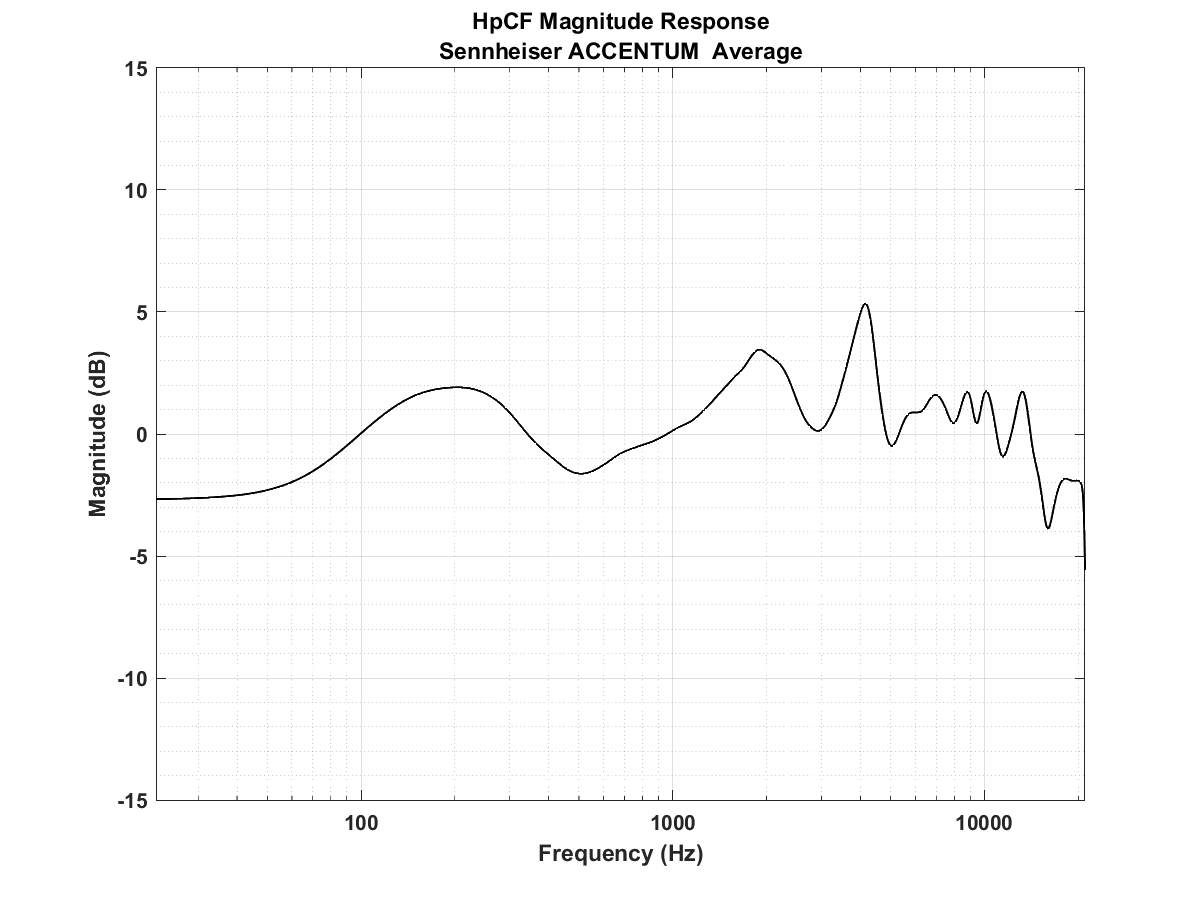 HpCF Magnitude Response
Sennheiser ACCENTUM  Average
15
10
5
0
-5
-10
-15
Magnitude (dB)
100
1000
10000
Frequency (Hz)